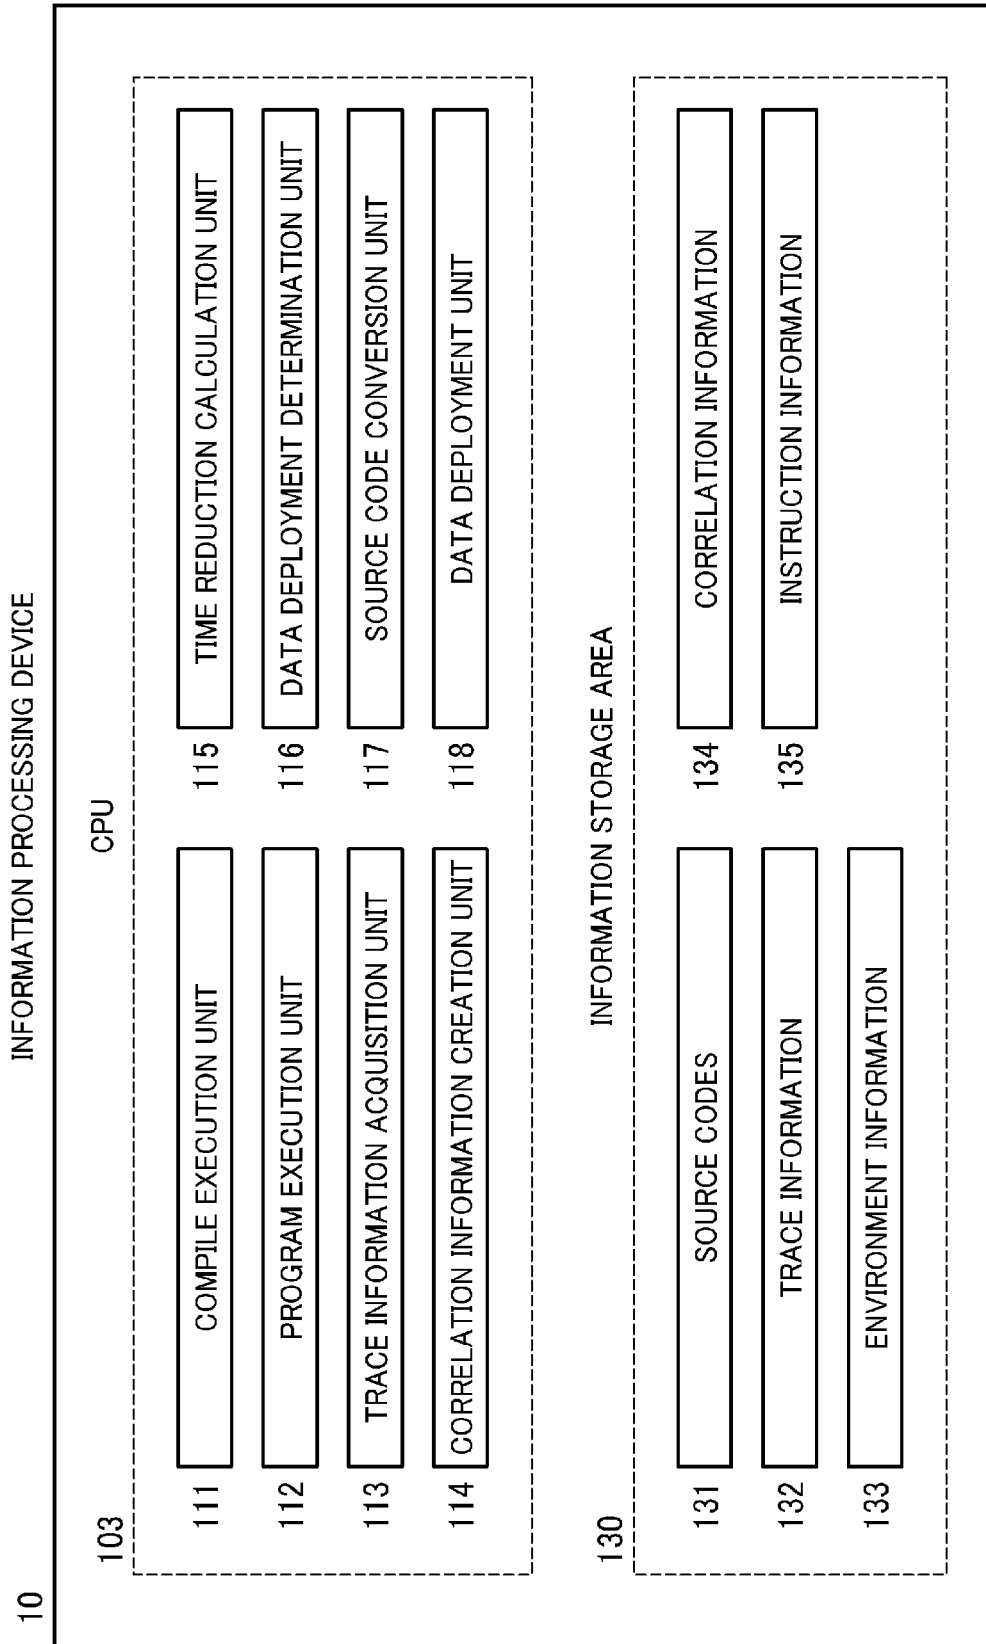 10
INFORMATION PROCESSING DEVICE
103
CPU
111
COMPILE EXECUTION UNIT
112
PROGRAM EXECUTION UNIT
113
TRACE INFORMATION ACQUISITION UNIT
114
CORRELATION INFORMATION CREATION UNIT
115
TIME REDUCTION CALCULATION UNIT
116
DATA DEPLOYMENT DETERMINATION UNIT
117
SOURCE CODE CONVERSION UNIT
118
DATA DEPLOYMENT UNIT
130
INFORMATION STORAGE AREA
131
SOURCE CODES
132
TRACE INFORMATION
133
ENVIRONMENT INFORMATION
134
CORRELATION INFORMATION
135
INSTRUCTION INFORMATION